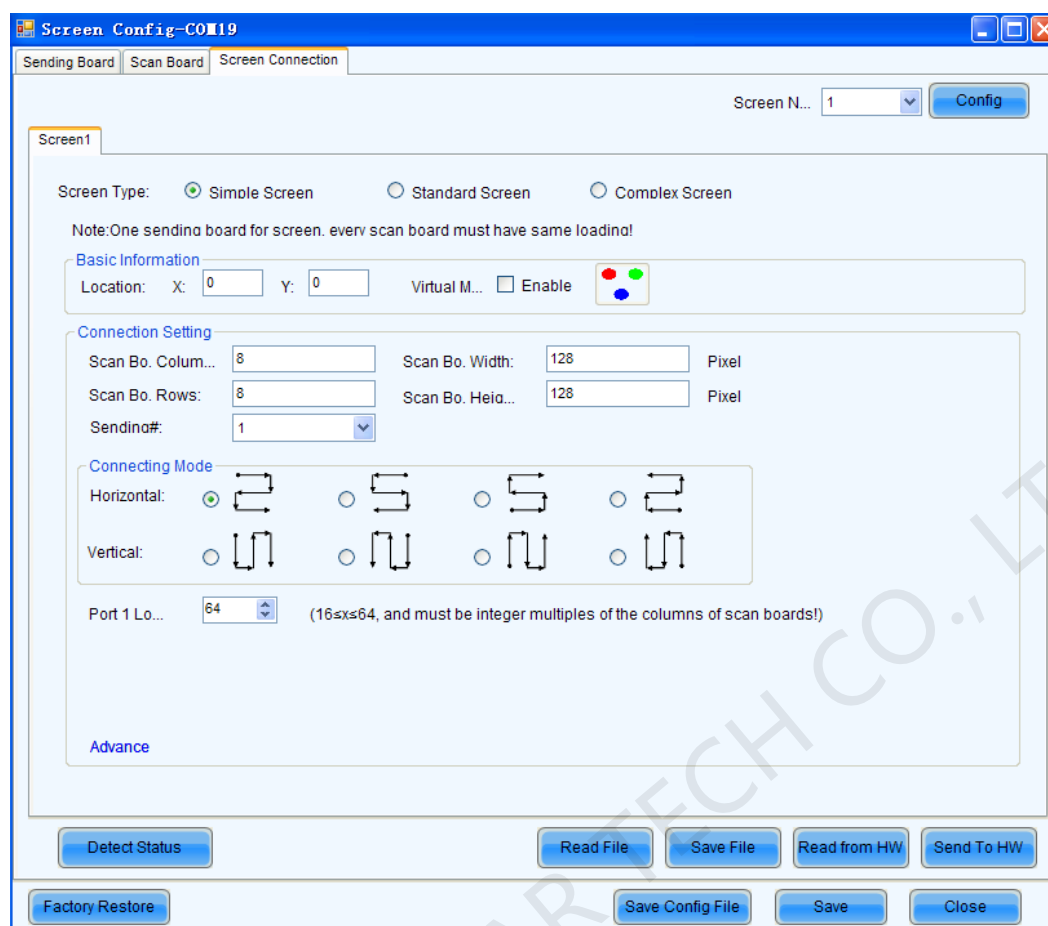 Screen Config-COM19
Sending Board Scan Board Screen Connection
Screen N... 1 Config
Screen1
Screen Type: Simple Screen Standard Screen Complex Screen
Note:One sending board for screen, every scan board must have same loading!
Basic Information
Location: X: 0 Y: 0 Virtual M... Enable
Connection Setting
Scan Bo. Colum... 8 Scan Bo. Width: 128 Pixel
Scan Bo. Rows: 8 Scan Bo. Heig... 128 Pixel
Sending#: 1
Connecting Mode
Horizontal:
Vertical:
Port 1 Lo... 64 (16≤x≤64, and must be integer multiples of the columns of scan boards!)
Advance
Detect Status Read File Save File Read from HW Send To HW
Factory Restore Save Config File Save Close
TECH CO.,